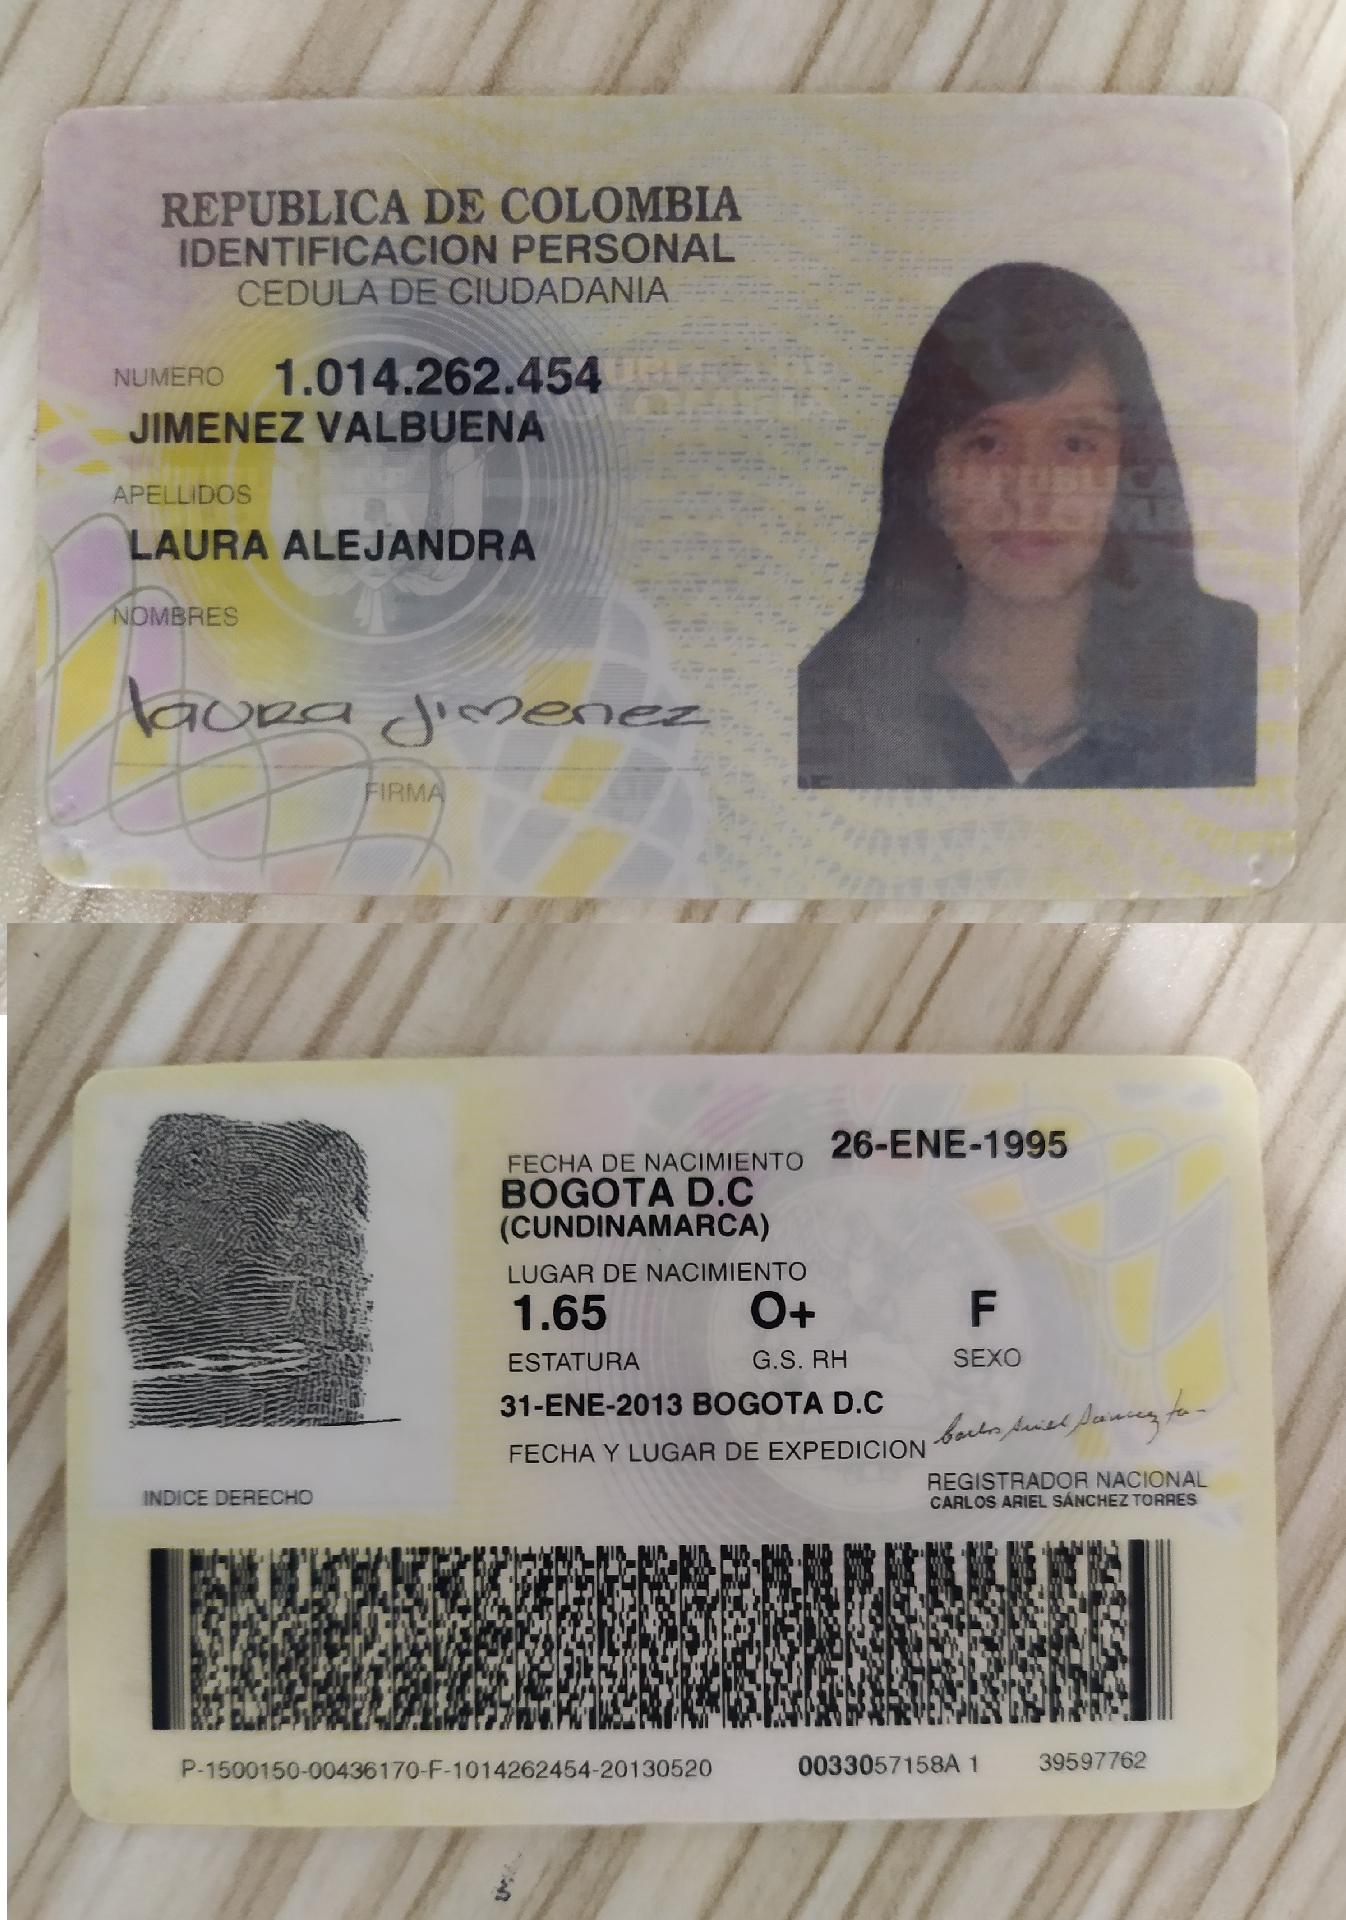 REPUBLICA DE COLOMBIA
IDENTIFICACION PERSONAL
CEDULA DE CIUDADANIA
NUMERO 1.014.262.454
JIMENEZ VALBUENA
APELLIDOS
LAURA ALEJANDRA
NOMBRES
Laura Jimenez
FIRMA
FECHA DE NACIMIENTO 26-ENE-1995
BOGOTA D.C
(CUNDINAMARCA)
LUGAR DE NACIMIENTO
1.65 O+ F
ESTATURA G.S. RH SEXO
31-ENE-2013 BOGOTA D.C
FECHA Y LUGAR DE EXPEDICION
INDICE DERECHO
REGISTRADOR NACIONAL
CARLOS ARIEL SÁNCHEZ TORRES
P-1500150-00436170-F-1014262454-20130520 0033057158A 1 39597762